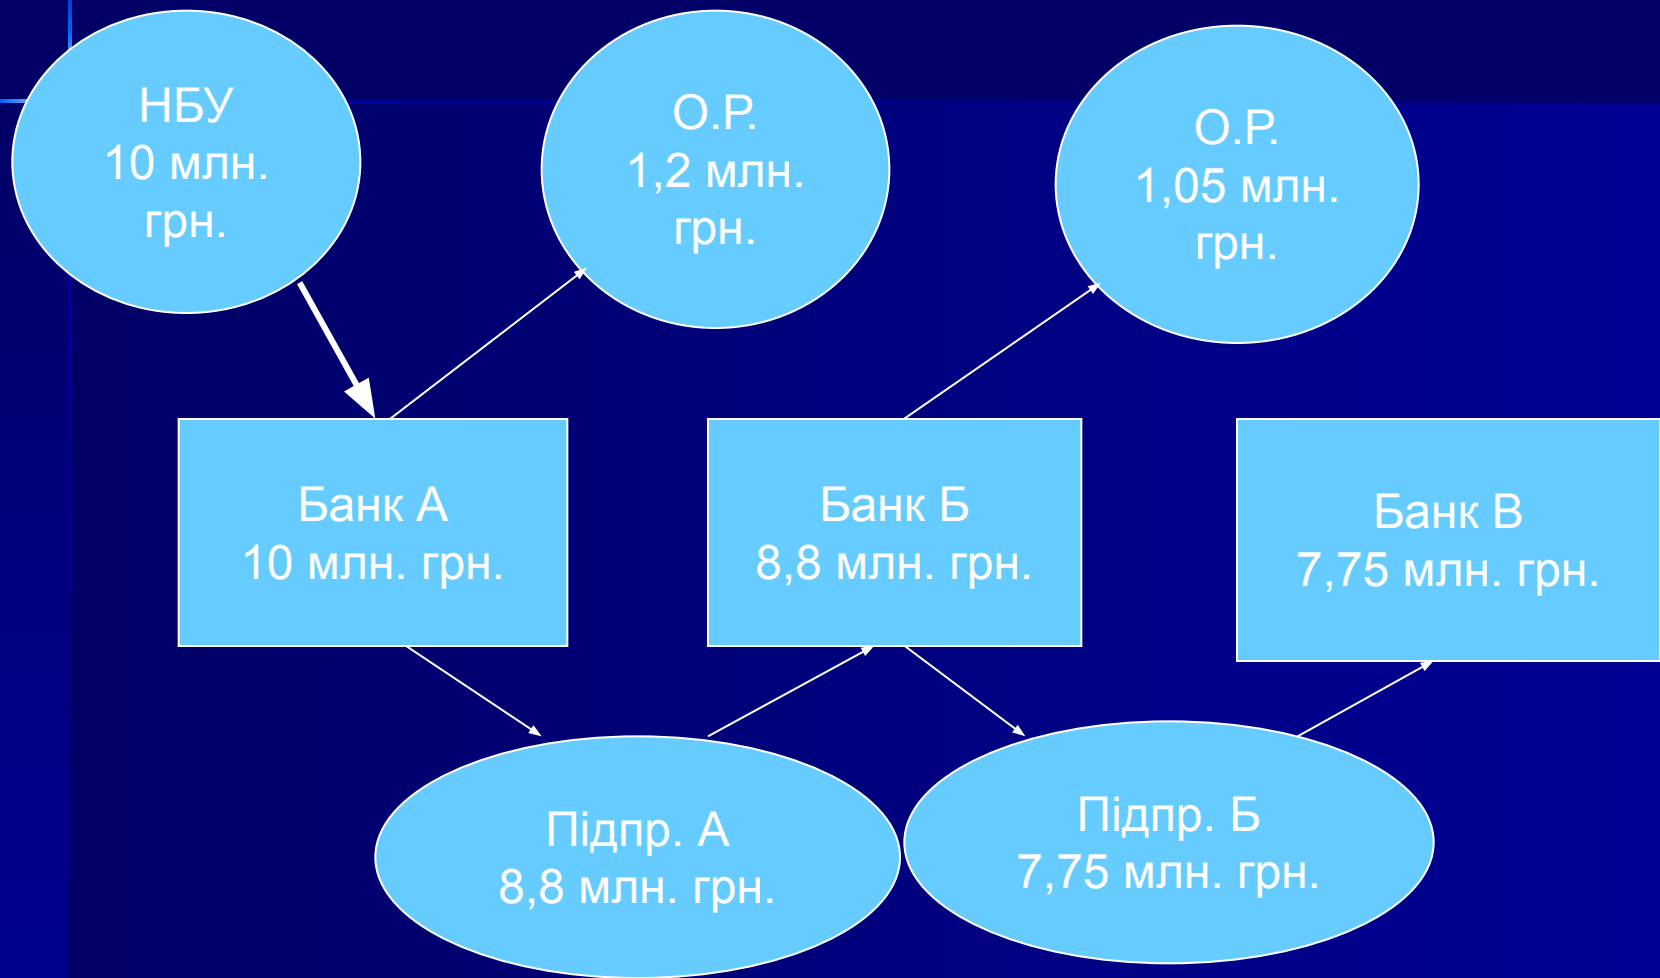 НБУ
10 млн.
грн.
О.Р.
1,2 млн.
грн.
О.Р.
1,05 млн.
грн.
Банк А
10 млн. грн.
Банк Б
8,8 млн. грн.
Банк В
7,75 млн. грн.
Підпр. А
8,8 млн. грн.
Підпр. Б
7,75 млн. грн.